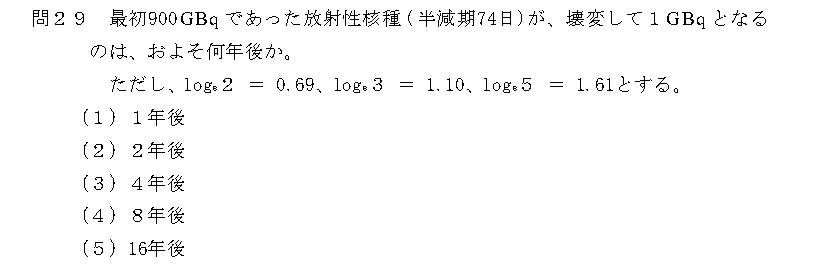 問29 最初900GBqであった放射性核種(半減期74日)が、壊変して1GBqとなる
のは、およそ何年後か。
ただし、logₑ2 = 0.69、logₑ3 = 1.10、logₑ5 = 1.61とする。
(1)1年後
(2)2年後
(3)4年後
(4)8年後
(5)16年後